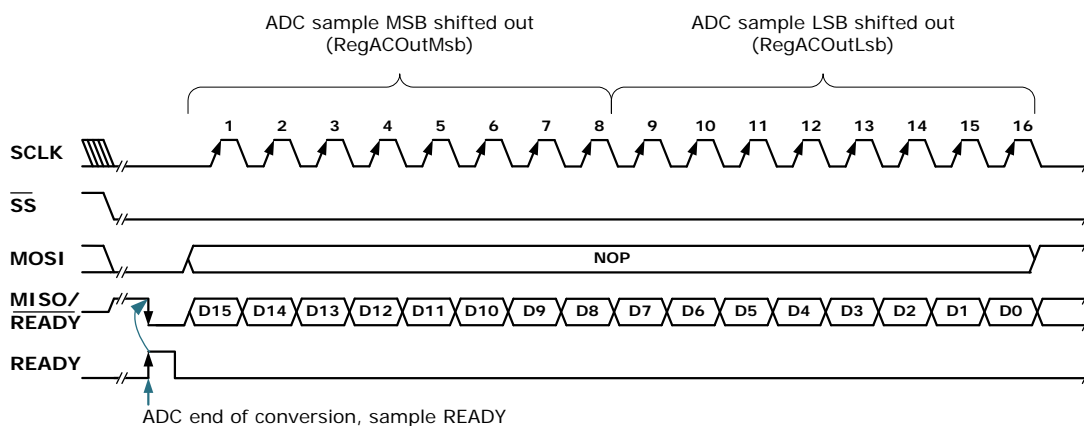 ADC sample MSB shifted out
(RegACOutMsb)
ADC sample LSB shifted out
(RegACOutLsb)
1 2 3 4 5 6 7 8 9 10 11 12 13 14 15 16
SCLK
SS
MOSI
NOP
MISO/
READY
D15 D14 D13 D12 D11 D10 D9 D8 D7 D6 D5 D4 D3 D2 D1 D0
READY
ADC end of conversion, sample READY